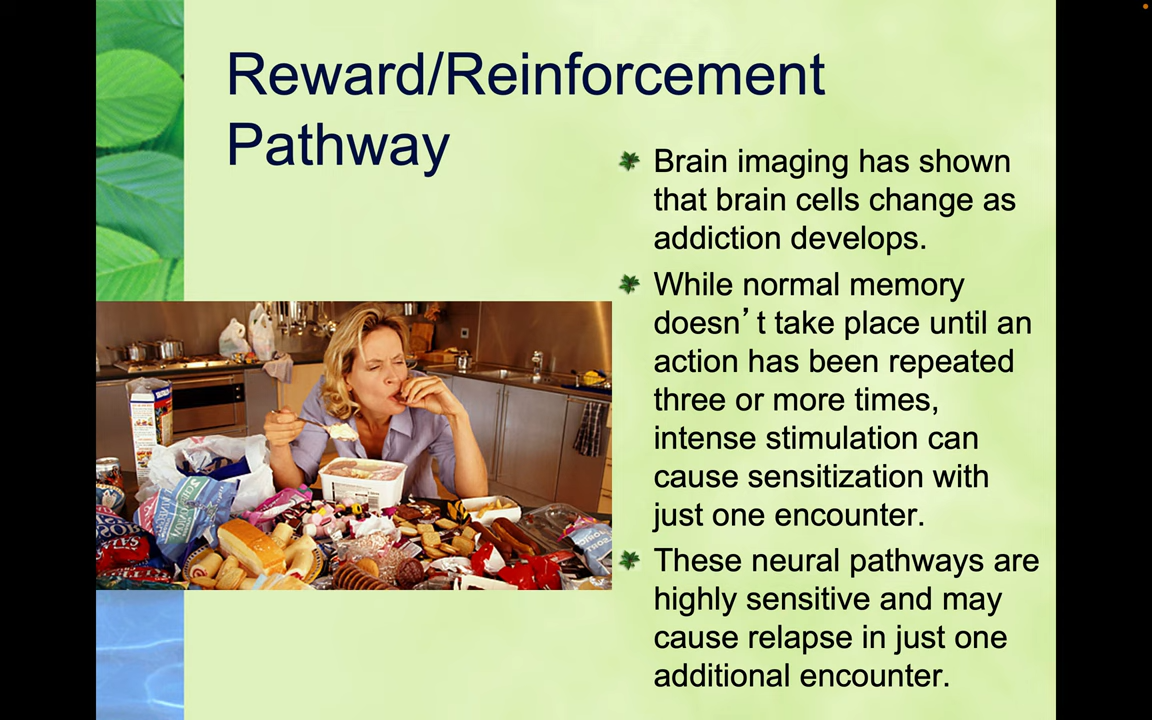 Reward/Reinforcement
Pathway
Brain imaging has shown
that brain cells change as
addiction develops.
While normal memory
doesn’t take place until an
action has been repeated
three or more times,
intense stimulation can
cause sensitization with
just one encounter.
These neural pathways are
highly sensitive and may
cause relapse in just one
additional encounter.